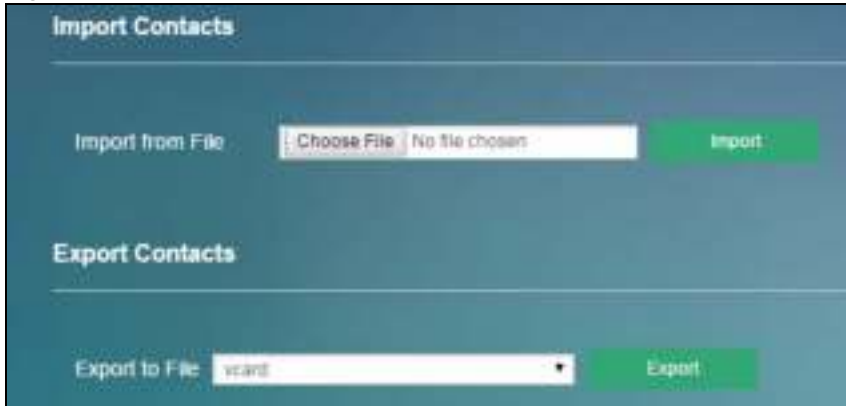 Import Contacts
Import from File Choose File No file chosen Import
Export Contacts
Export to File vcard Export